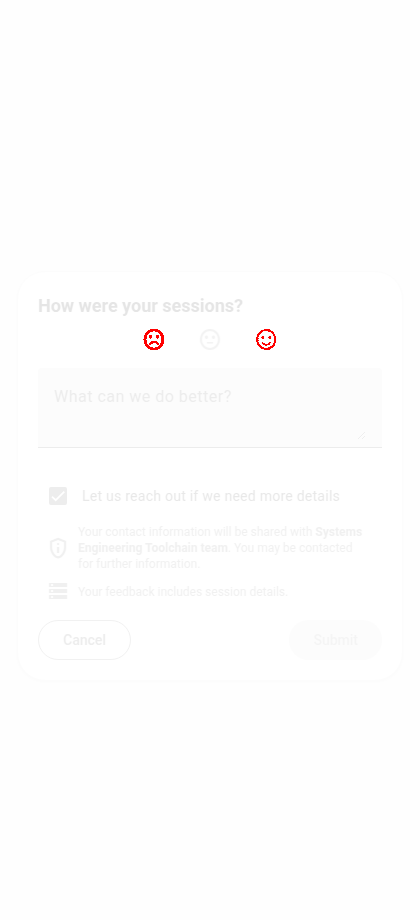 How were your sessions?
What can we do better?
Let us reach out if we need more details
Your contact information will be shared with Systems
Engineering Toolchain team. You may be contacted
for further information.
Your feedback includes session details.
Cancel
Submit